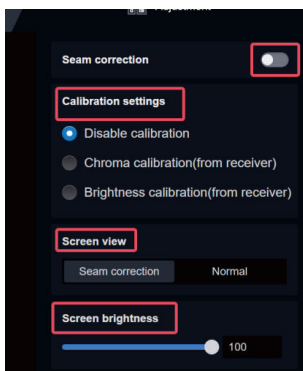 Adjustment
Seam correction
Calibration settings
Disable calibration
Chroma calibration(from receiver)
Brightness calibration(from receiver)
Screen view
Seam correction Normal
Screen brightness
100